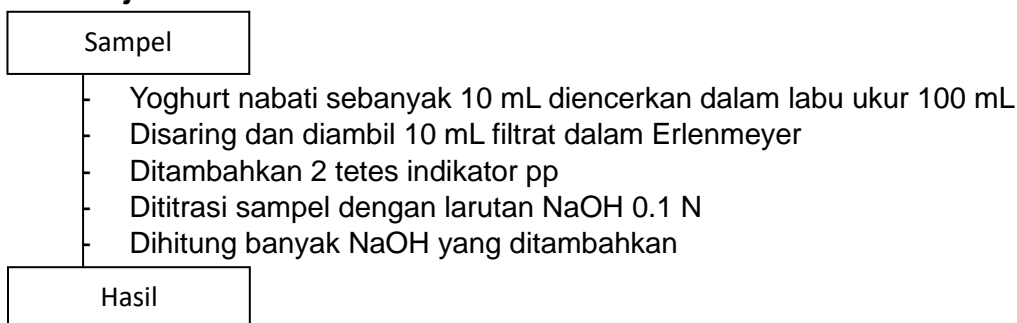 Sampel
- Yoghurt nabati sebanyak 10 mL diencerkan dalam labu ukur 100 mL
- Disaring dan diambil 10 mL filtrat dalam Erlenmeyer
- Ditambahkan 2 tetes indikator pp
- Dititrasi sampel dengan larutan NaOH 0.1 N
- Dihitung banyak NaOH yang ditambahkan
Hasil